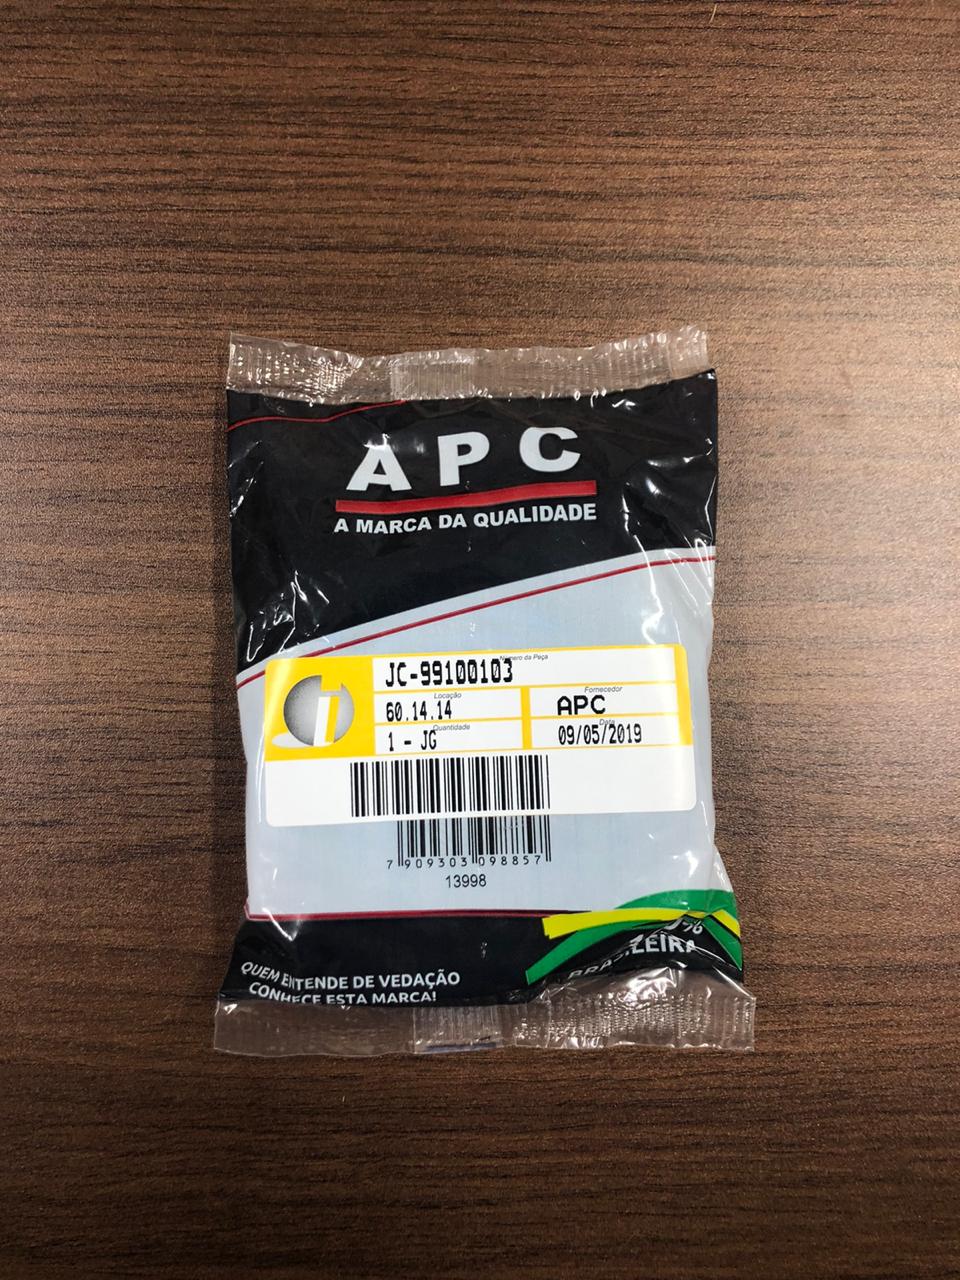 APC
A MARCA DA QUALIDADE
Número da Peça
JC-99100103
Locação
60.14.14
Fornecedor
APC
Quantidade
1 - JG
Data
09/05/2019
7 909303 098857
13998
BRASILEIRA
QUEM ENTENDE DE VEDAÇÃO
CONHECE ESTA MARCA!